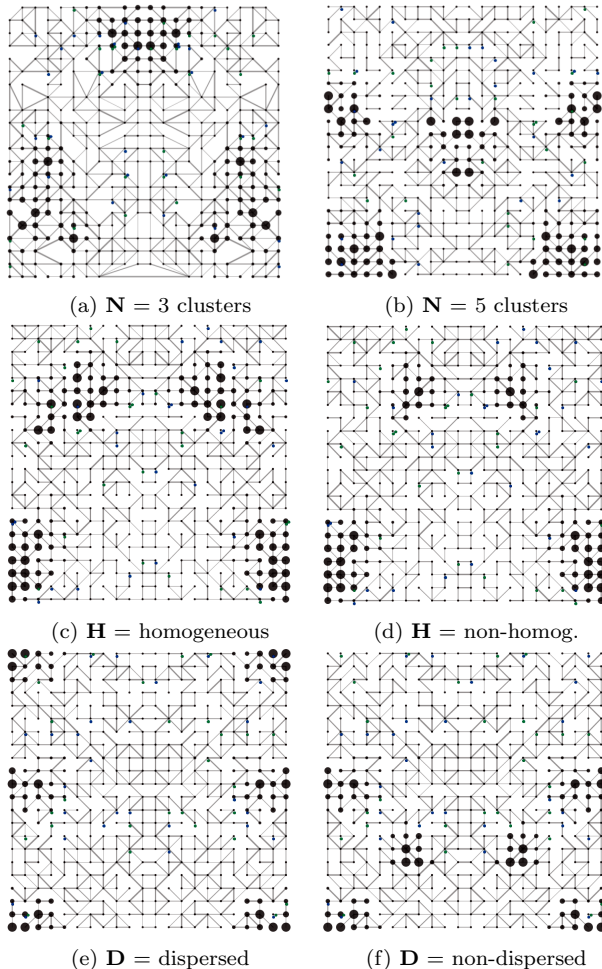 (a) N = 3 clusters
(b) N = 5 clusters
(c) H = homogeneous
(d) H = non-homog.
(e) D = dispersed
(f) D = non-dispersed